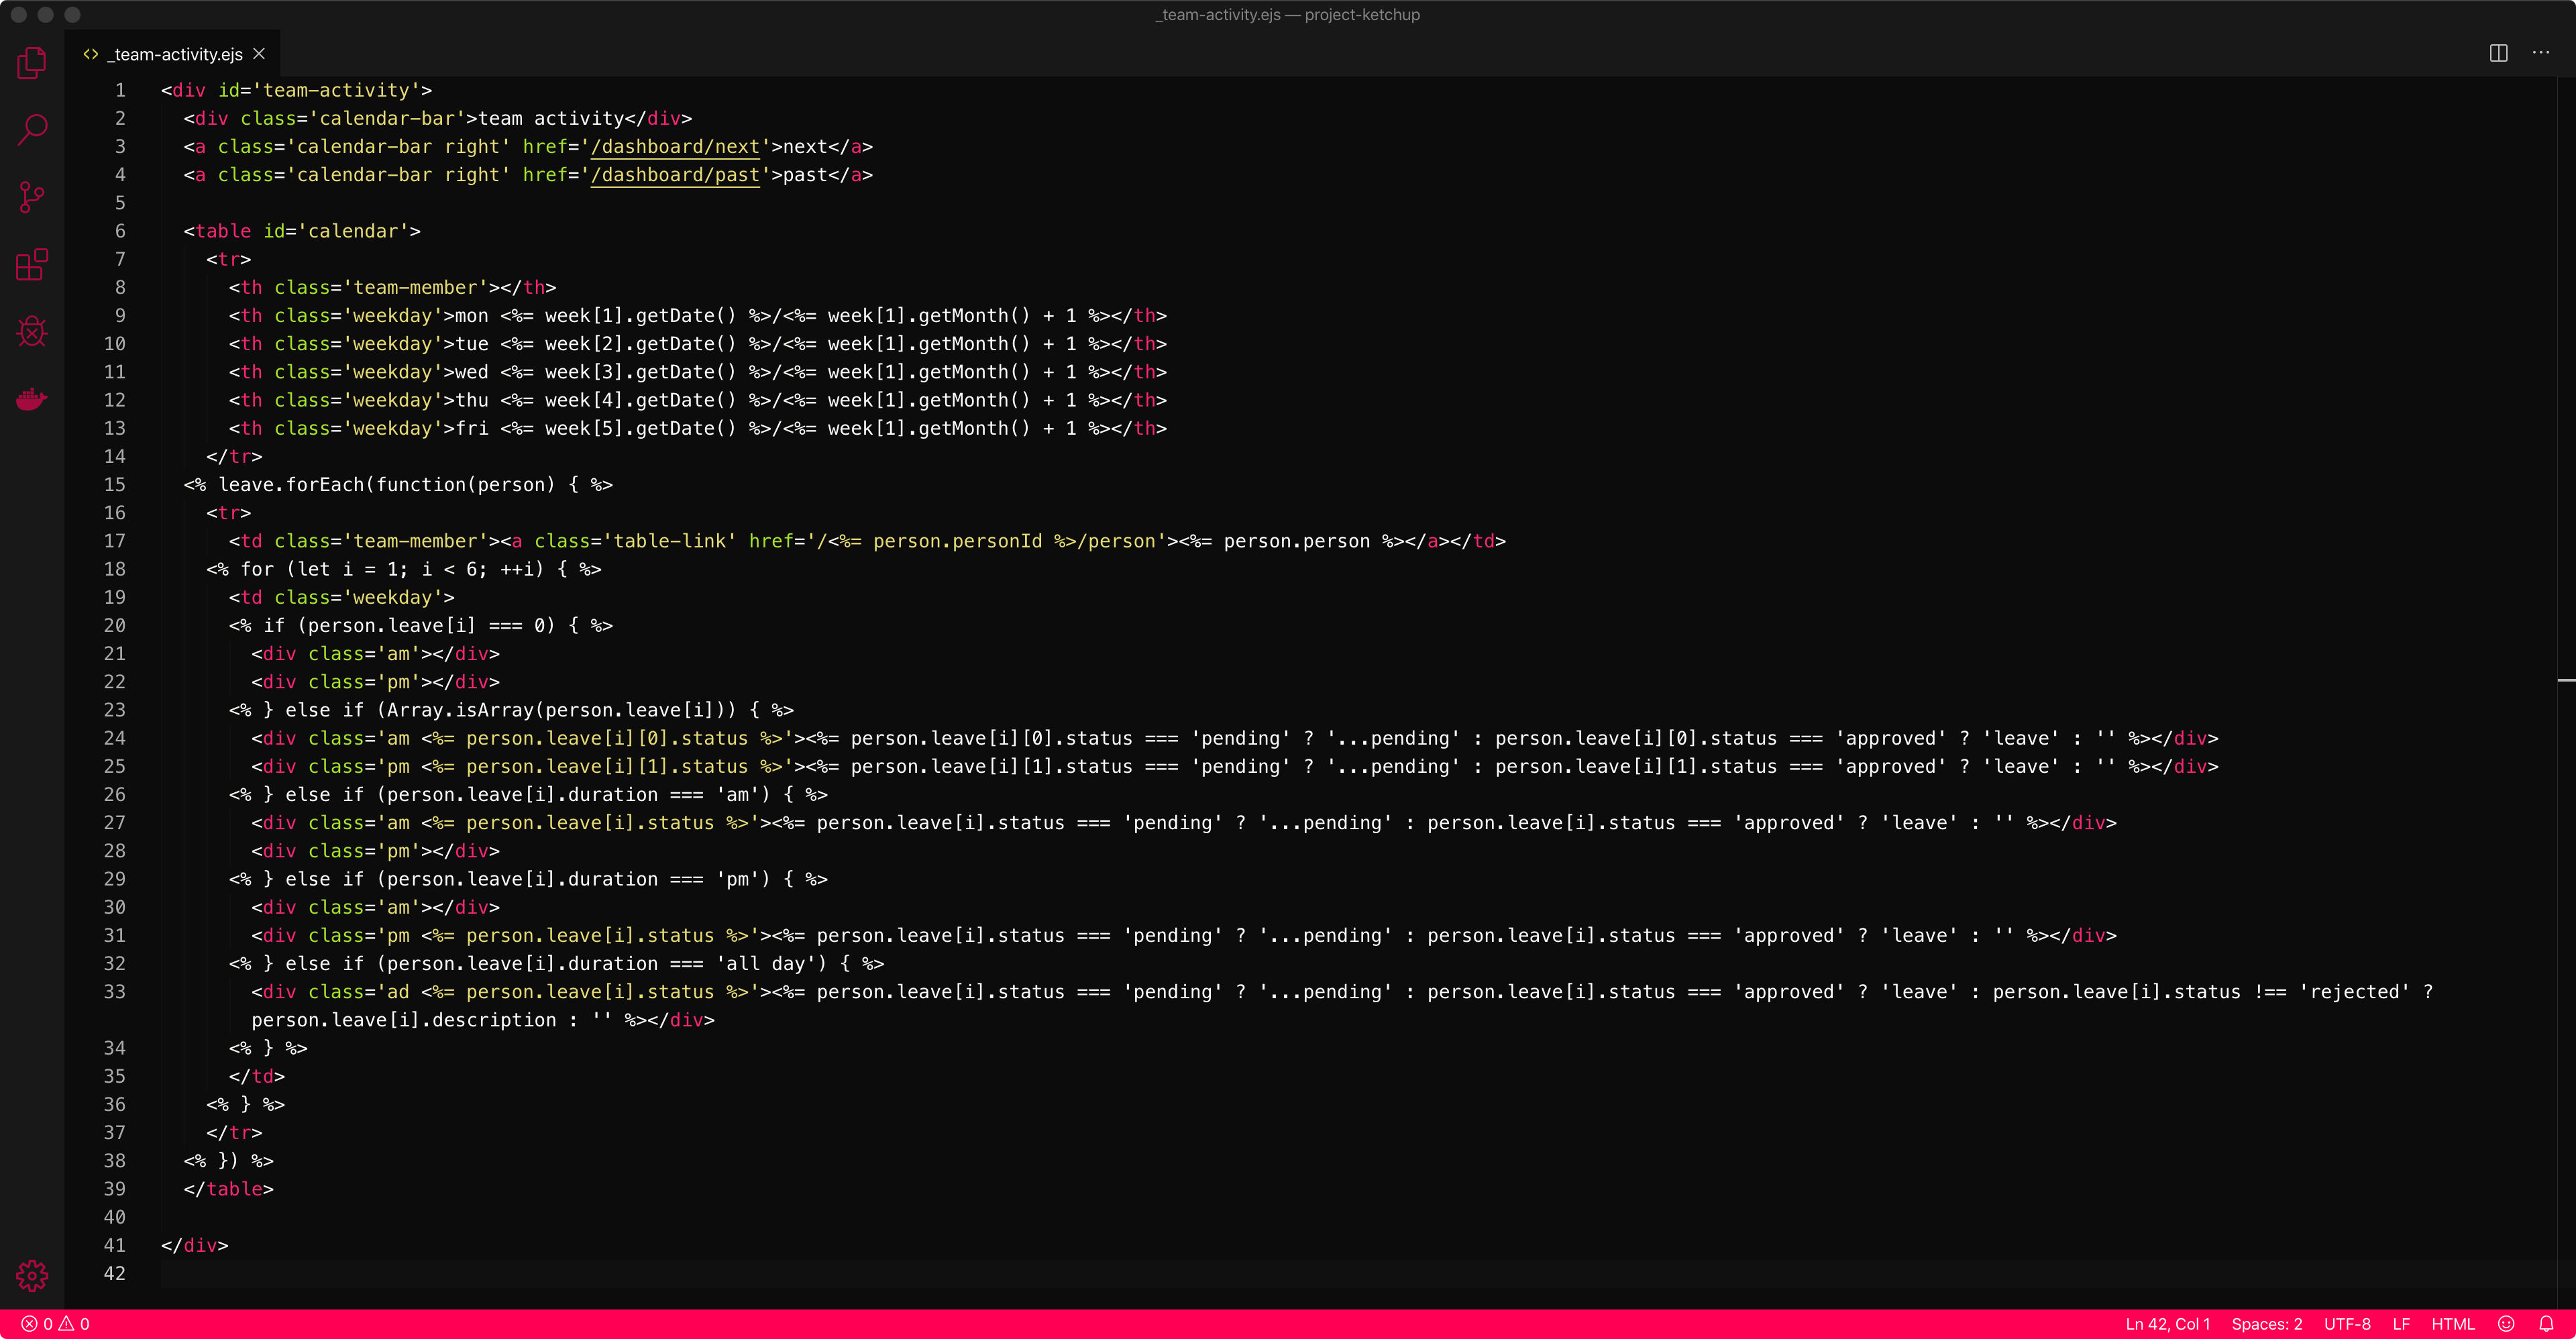 _team-activity.ejs — project-ketchup
<> _team-activity.ejs ×
1 <div id='team-activity'>
2   <div class='calendar-bar'>team activity</div>
3   <a class='calendar-bar right' href='/dashboard/next'>next</a>
4   <a class='calendar-bar right' href='/dashboard/past'>past</a>
5
6   <table id='calendar'>
7     <tr>
8       <th class='team-member'></th>
9       <th class='weekday'>mon <%= week[1].getDate() %>/<%= week[1].getMonth() + 1 %></th>
10       <th class='weekday'>tue <%= week[2].getDate() %>/<%= week[1].getMonth() + 1 %></th>
11       <th class='weekday'>wed <%= week[3].getDate() %>/<%= week[1].getMonth() + 1 %></th>
12       <th class='weekday'>thu <%= week[4].getDate() %>/<%= week[1].getMonth() + 1 %></th>
13       <th class='weekday'>fri <%= week[5].getDate() %>/<%= week[1].getMonth() + 1 %></th>
14     </tr>
15   <% leave.forEach(function(person) { %>
16     <tr>
17       <td class='team-member'><a class='table-link' href='/<%= person.personId %>/person'><%= person.person %></a></td>
18     <% for (let i = 1; i < 6; ++i) { %>
19       <td class='weekday'>
20       <% if (person.leave[i] === 0) { %>
21         <div class='am'></div>
22         <div class='pm'></div>
23       <% } else if (Array.isArray(person.leave[i])) { %>
24         <div class='am <%= person.leave[i][0].status %>'><%= person.leave[i][0].status === 'pending' ? '...pending' : person.leave[i][0].status === 'approved' ? 'leave' : '' %></div>
25         <div class='pm <%= person.leave[i][1].status %>'><%= person.leave[i][1].status === 'pending' ? '...pending' : person.leave[i][1].status === 'approved' ? 'leave' : '' %></div>
26       <% } else if (person.leave[i].duration === 'am') { %>
27         <div class='am <%= person.leave[i].status %>'><%= person.leave[i].status === 'pending' ? '...pending' : person.leave[i].status === 'approved' ? 'leave' : '' %></div>
28         <div class='pm'></div>
29       <% } else if (person.leave[i].duration === 'pm') { %>
30         <div class='am'></div>
31         <div class='pm <%= person.leave[i].status %>'><%= person.leave[i].status === 'pending' ? '...pending' : person.leave[i].status === 'approved' ? 'leave' : '' %></div>
32       <% } else if (person.leave[i].duration === 'all day') { %>
33         <div class='ad <%= person.leave[i].status %>'><%= person.leave[i].status === 'pending' ? '...pending' : person.leave[i].status === 'approved' ? 'leave' : person.leave[i].status !== 'rejected' ?
        person.leave[i].description : '' %></div>
34       <% } %>
35       </td>
36     <% } %>
37     </tr>
38   <% }) %>
39   </table>
40
41 </div>
42
0 0 Ln 42, Col 1 Spaces: 2 UTF-8 LF HTML